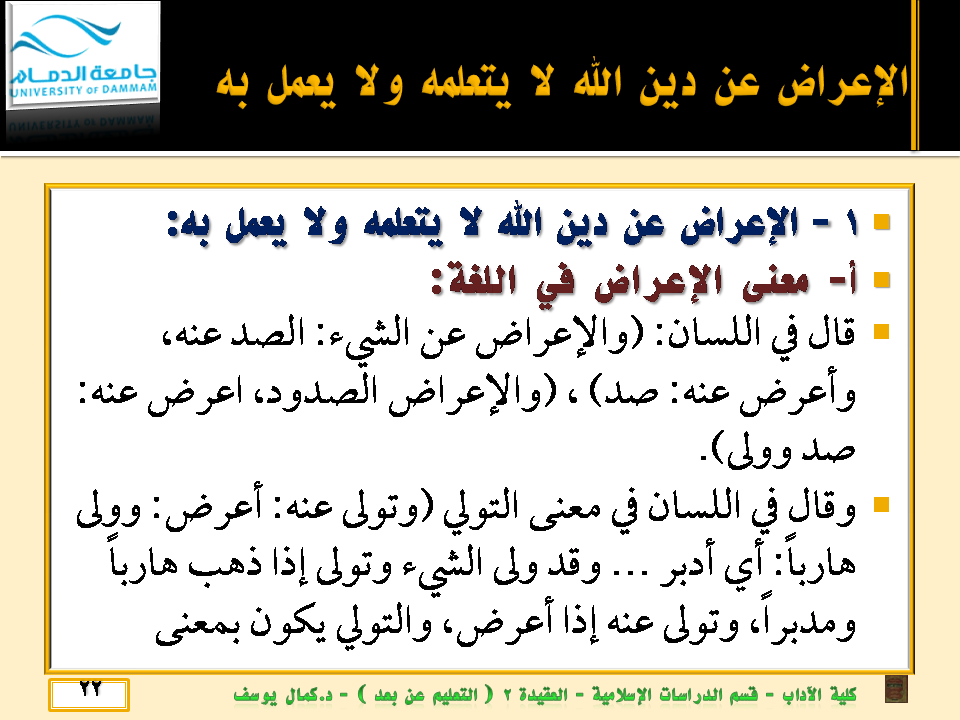 جامعة الدمام
UNIVERSITY OF DAMMAM
الإعراض عن دين الله لا يتعلمه ولا يعمل به
١ - الإعراض عن دين الله لا يتعلمه ولا يعمل به:
أ- معنى الإعراض في اللغة:
قال في اللسان: (والإعراض عن الشيء: الصد عنه،
وأعرض عنه: صد) ، (والإعراض الصدود، اعرض عنه:
صد وولى).
وقال في اللسان في معنى التولي (وتولى عنه: أعرض: وولى
هارباً: أي أدبر ... وقد ولى الشيء وتولى إذا ذهب هارباً
ومدبراً، وتولى عنه إذا أعرض، والتولي يكون بمعنى
كلية الآداب - قسم الدراسات الإسلامية - العقيدة ٢ ( التعليم عن بعد ) - د.كمال يوسف
٢٢